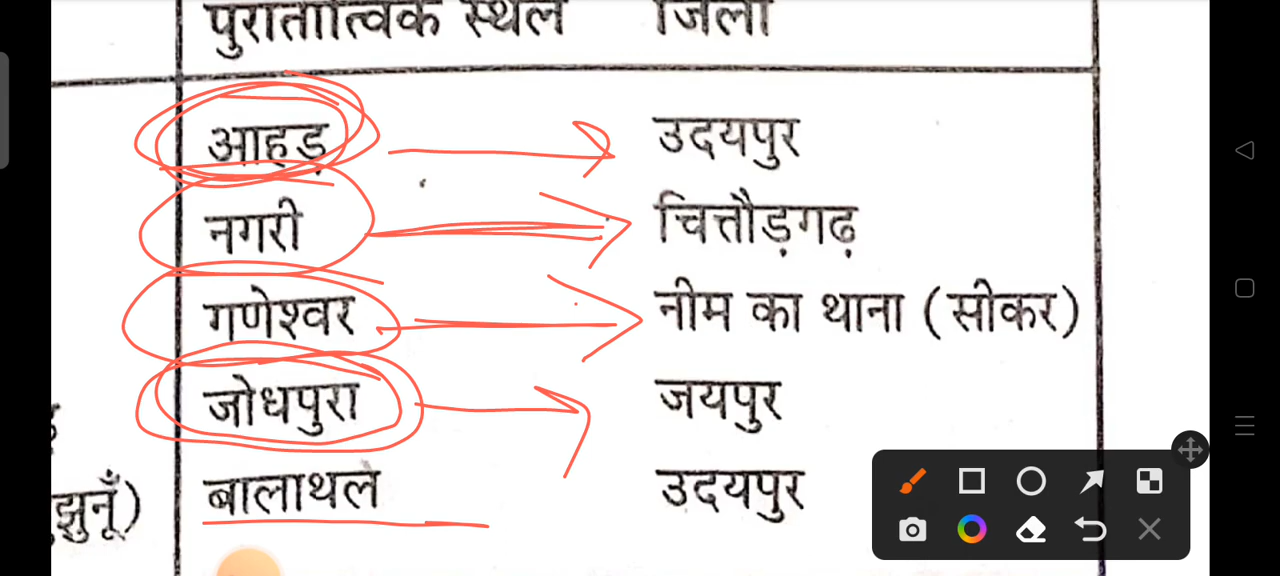 पुरातात्विक स्थल जिला
आहड़ उदयपुर
नगरी चित्तौड़गढ़
गणेश्वर नीम का थाना (सीकर)
जोधपुरा जयपुर
बालाथल उदयपुर
झुनूँ)